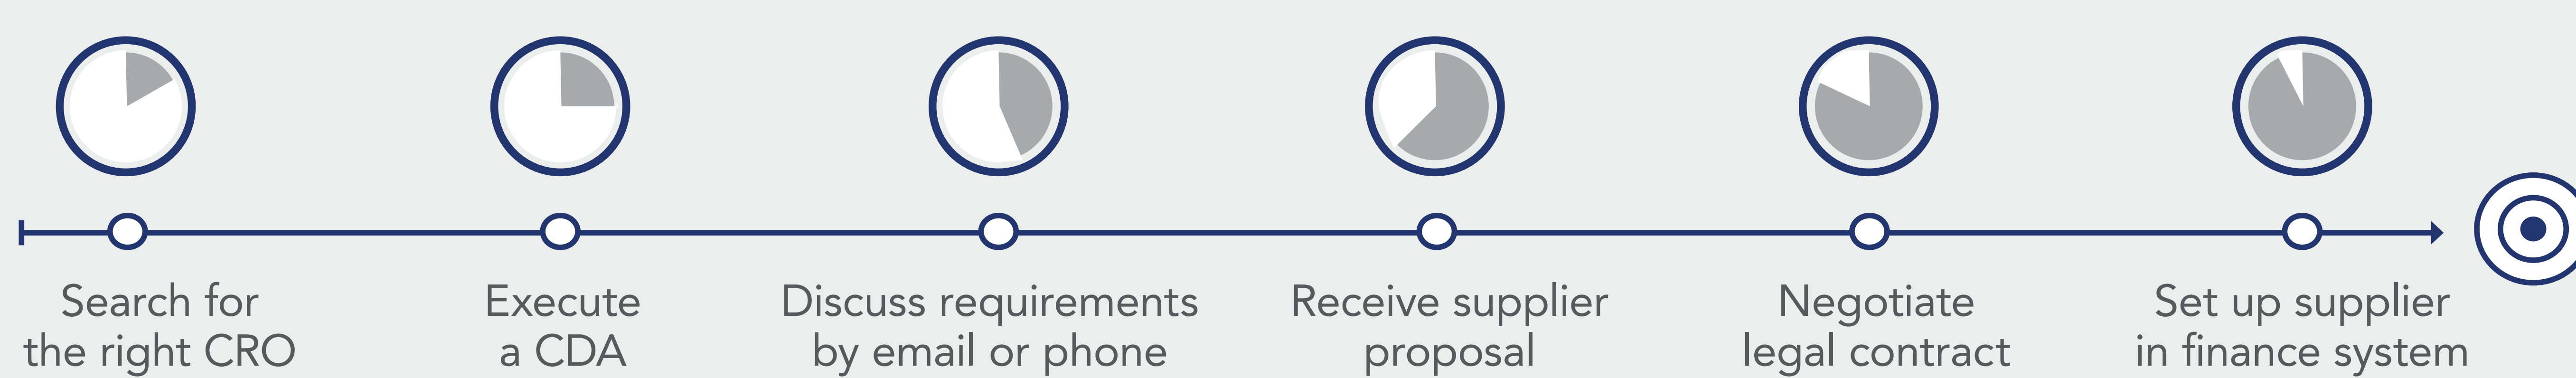 Search for
the right CRO
Execute
a CDA
Discuss requirements
by email or phone
Receive supplier
proposal
Negotiate
legal contract
Set up supplier
in finance system